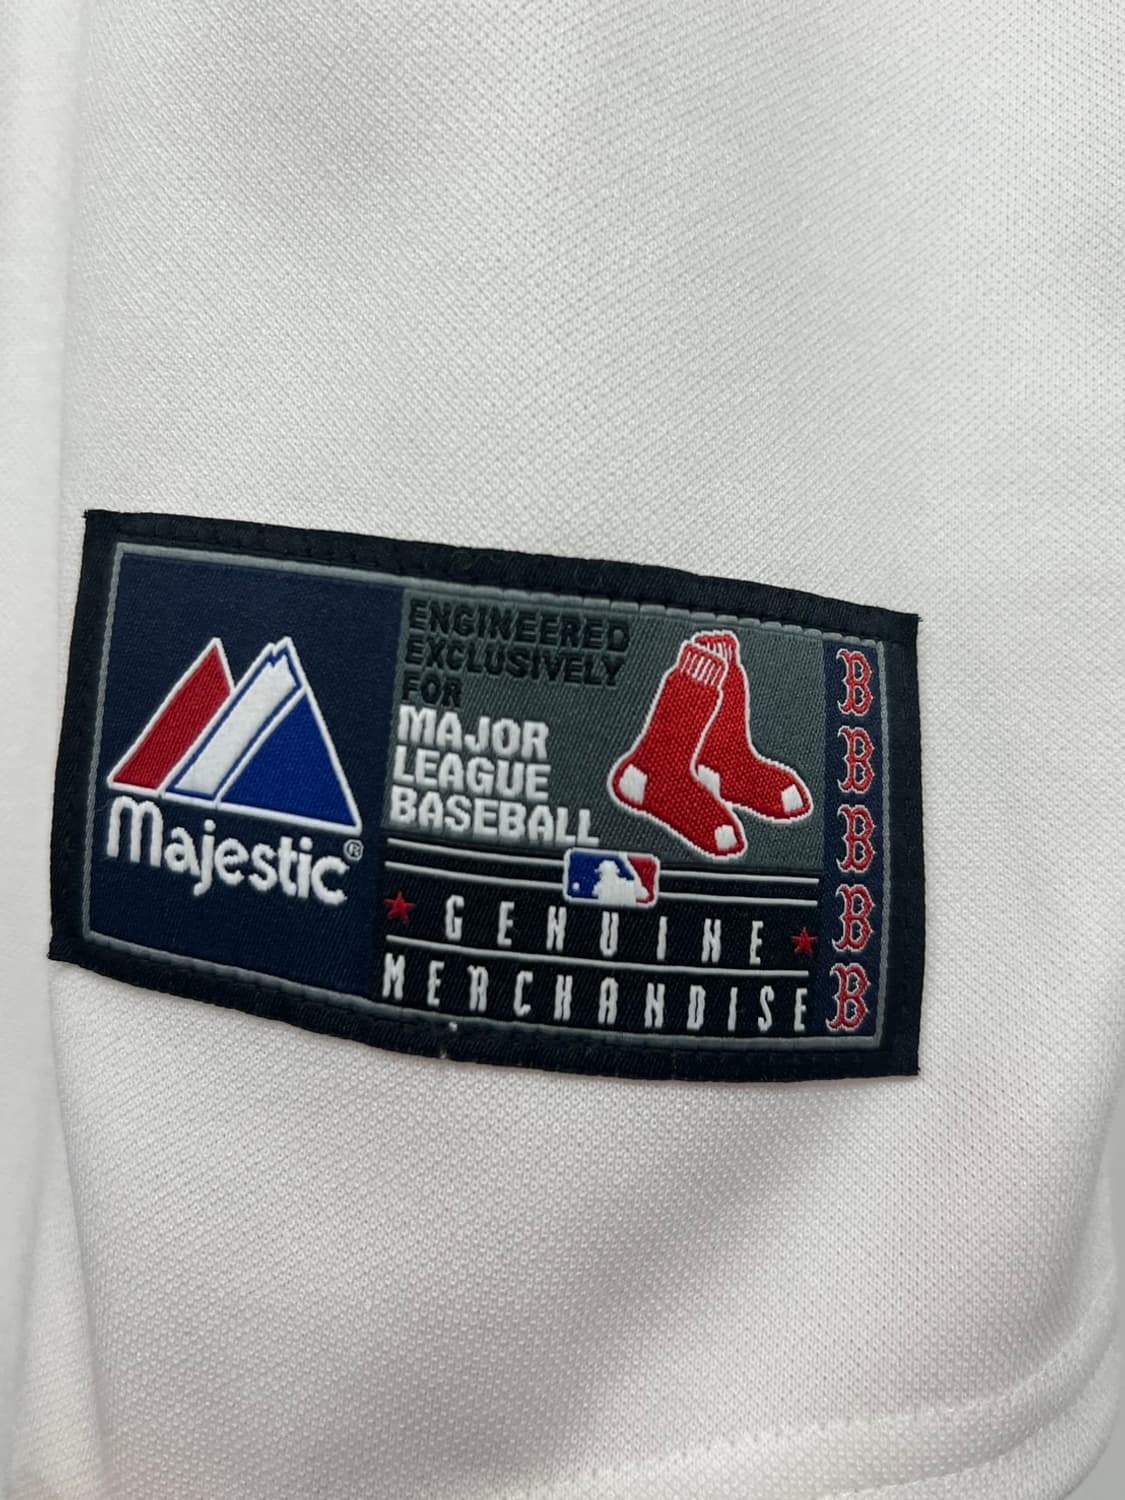 majestic®
ENGINEERED
EXCLUSIVELY
FOR
MAJOR
LEAGUE
BASEBALL
GENUINE
MERCHANDISE
B
B
B
B
B